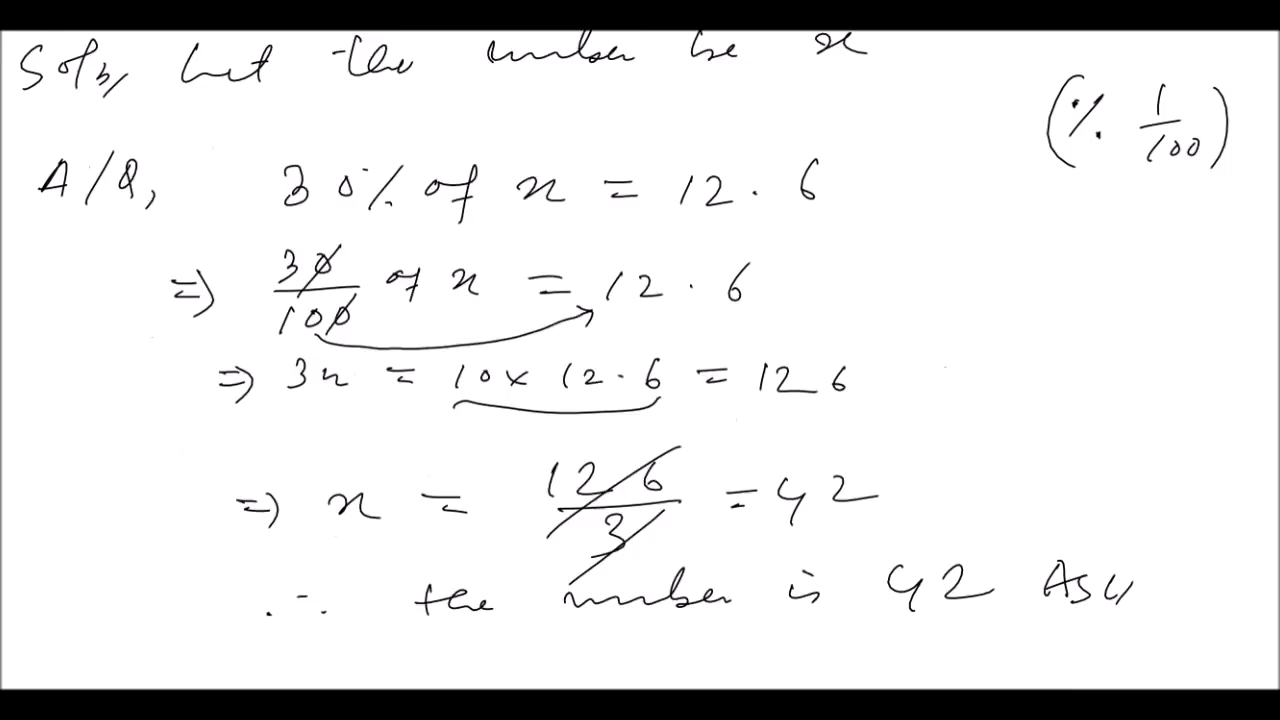 Soln, Let the number be x
(% 1/100)
A/Q, 30% of x = 12.6
=> 30/100 of x = 12.6
=> 3x = 10 x 12.6 = 126
=> x = 126/3 = 42
∴ the number is 42 Ans